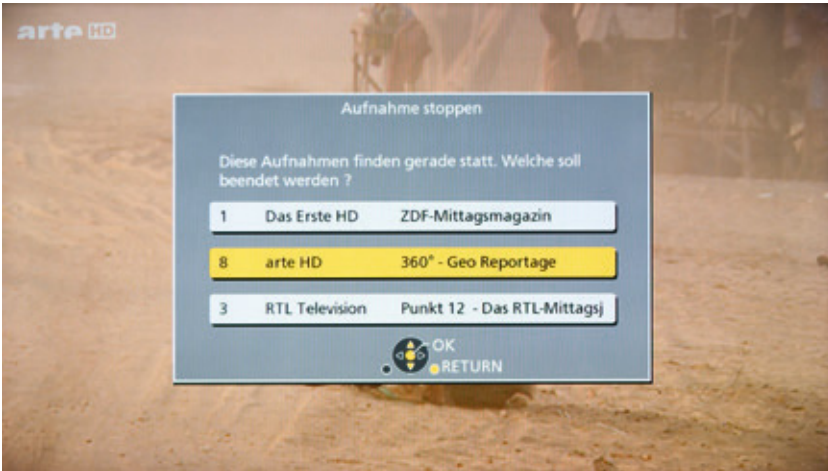 arte HD
Aufnahme stoppen
Diese Aufnahmen finden gerade statt. Welche soll
beendet werden ?
1 Das Erste HD ZDF-Mittagsmagazin
8 arte HD 360° - Geo Reportage
3 RTL Television Punkt 12 - Das RTL-Mittagsj
OK
RETURN